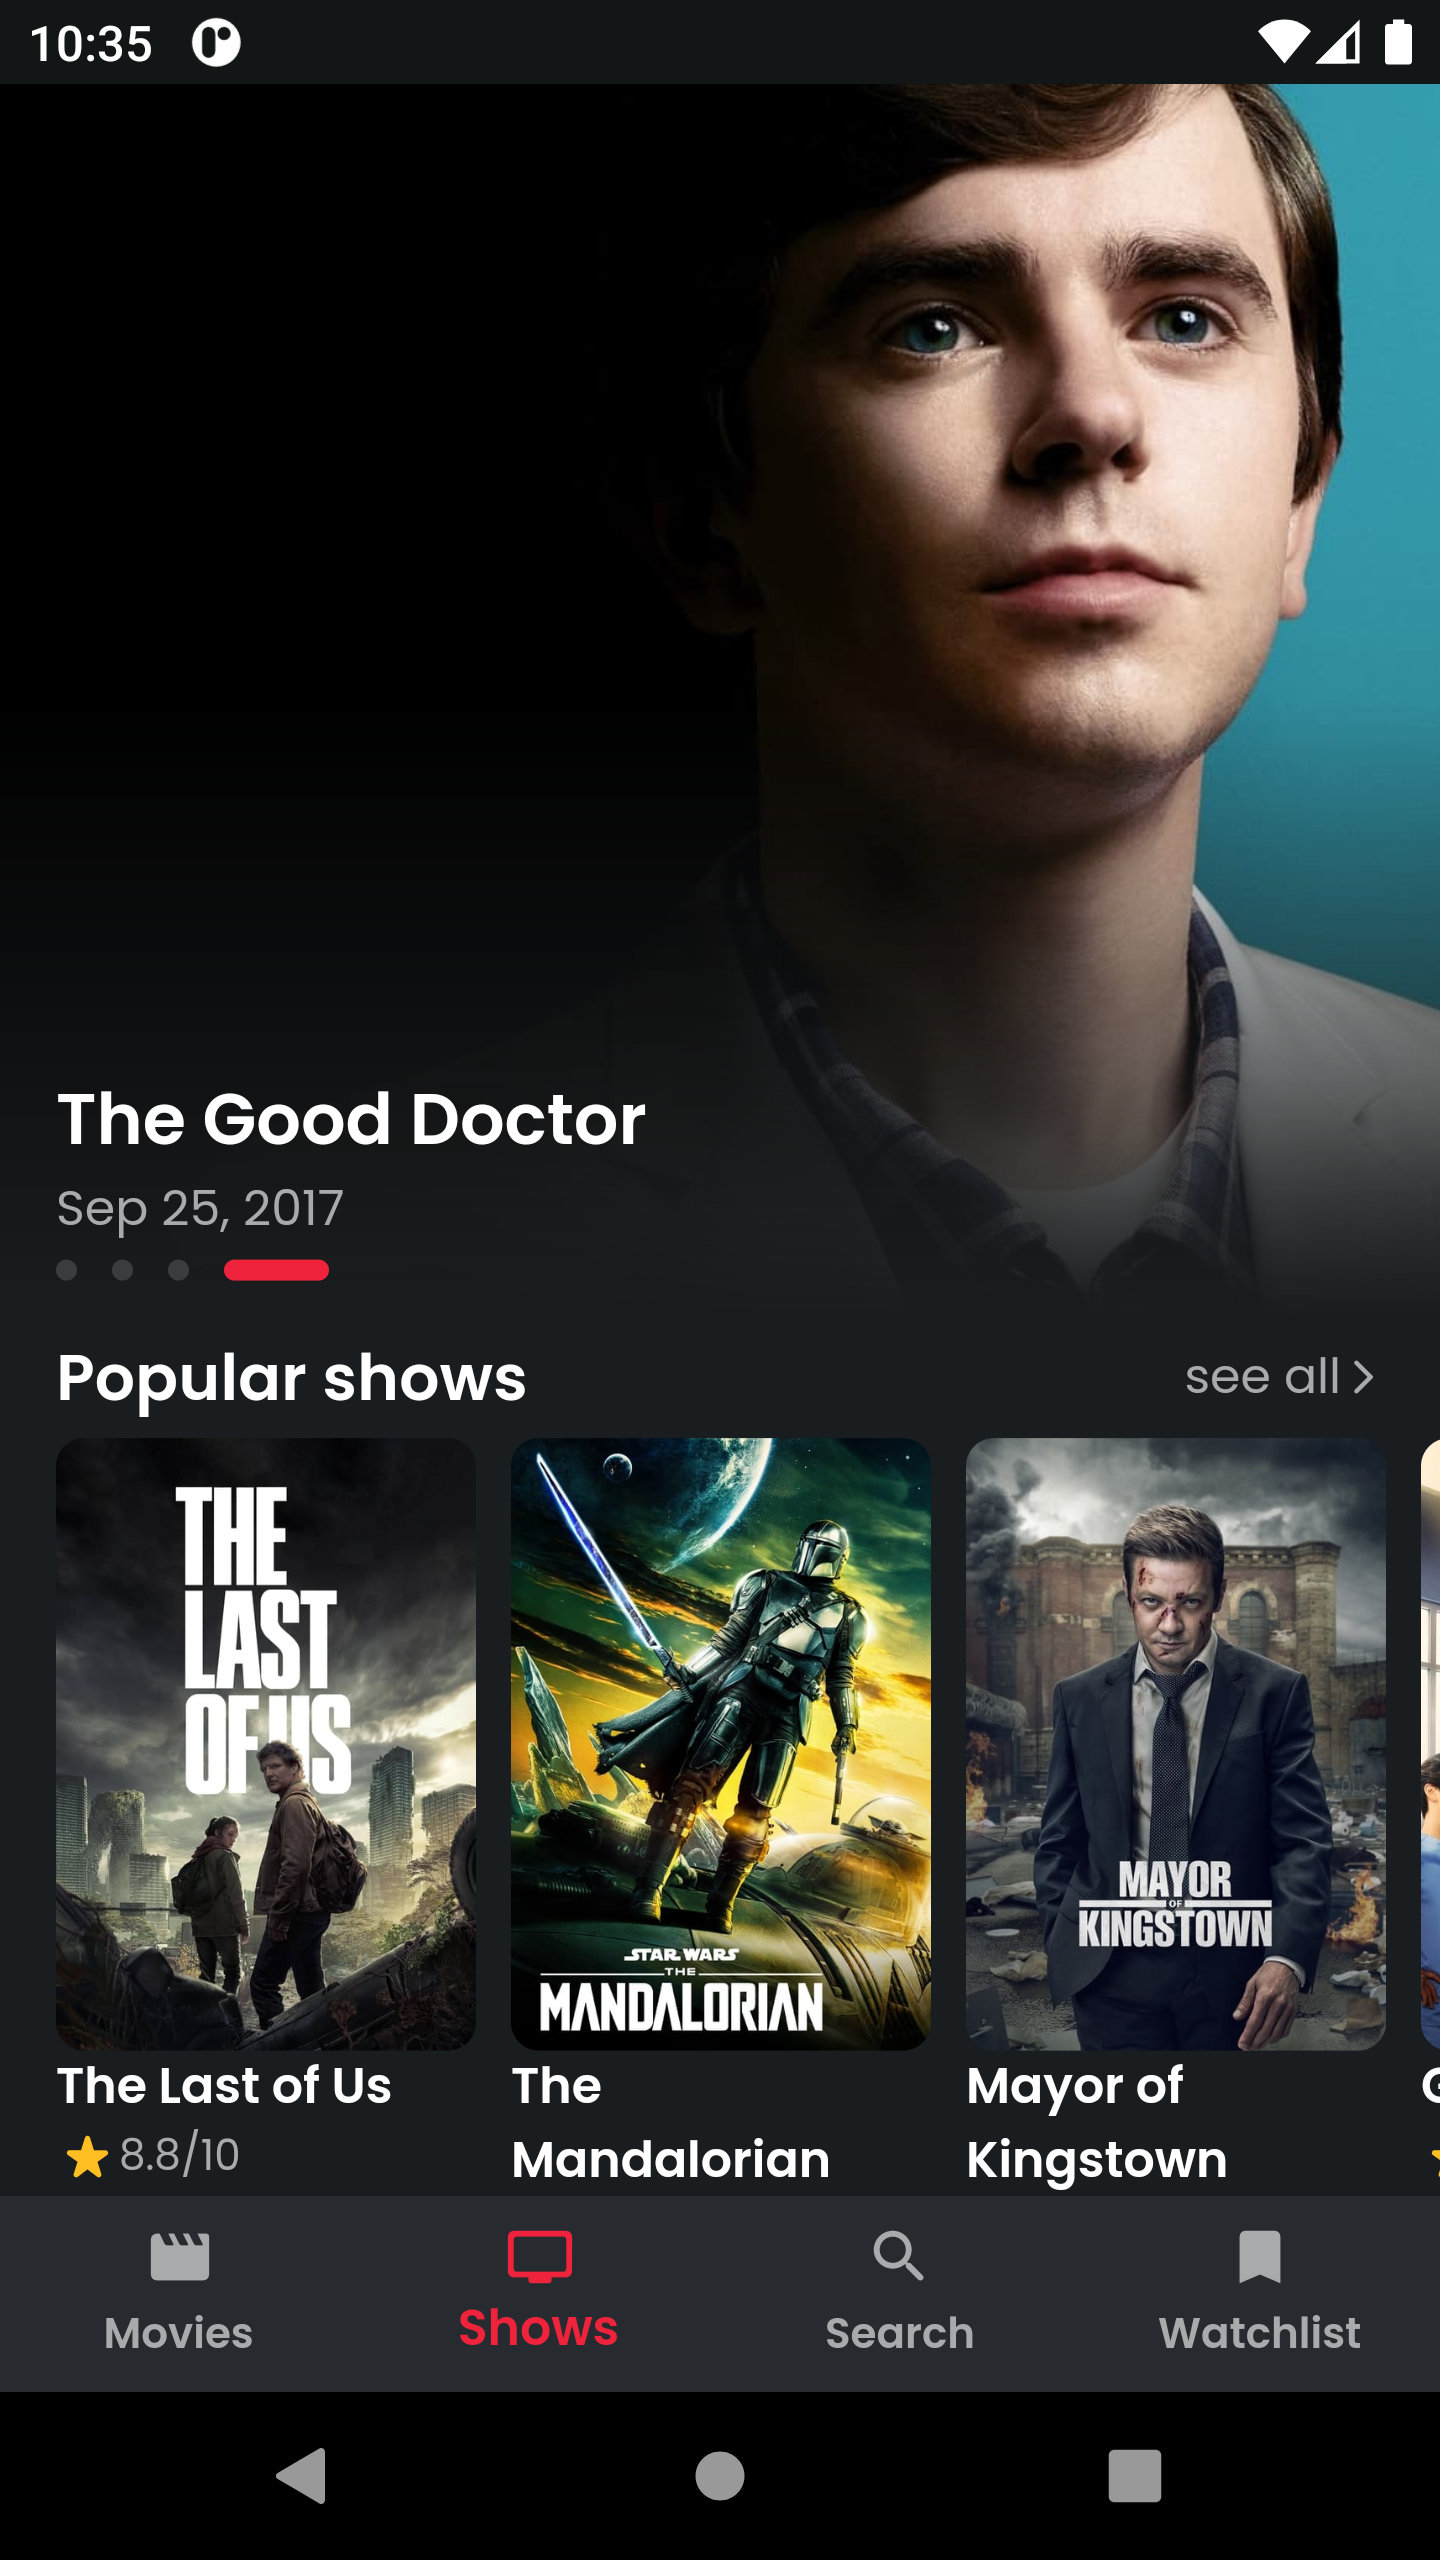 10:35
The Good Doctor
Sep 25, 2017
Popular shows
see all
THE
LAST
OF US
STAR WARS
THE
MANDALORIAN
MAYOR
OF
KINGSTOWN
The Last of Us
8.8/10
The
Mandalorian
Mayor of
Kingstown
Movies
Shows
Search
Watchlist